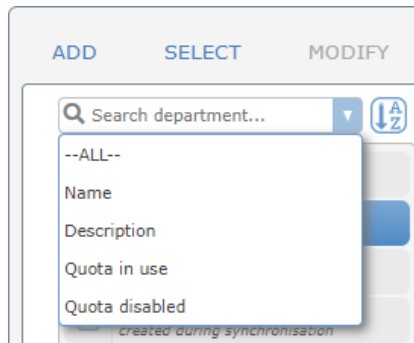 ADD SELECT MODIFY
Search department...
A
Z
--ALL--
Name
Description
Quota in use
Quota disabled
created during synchronisation